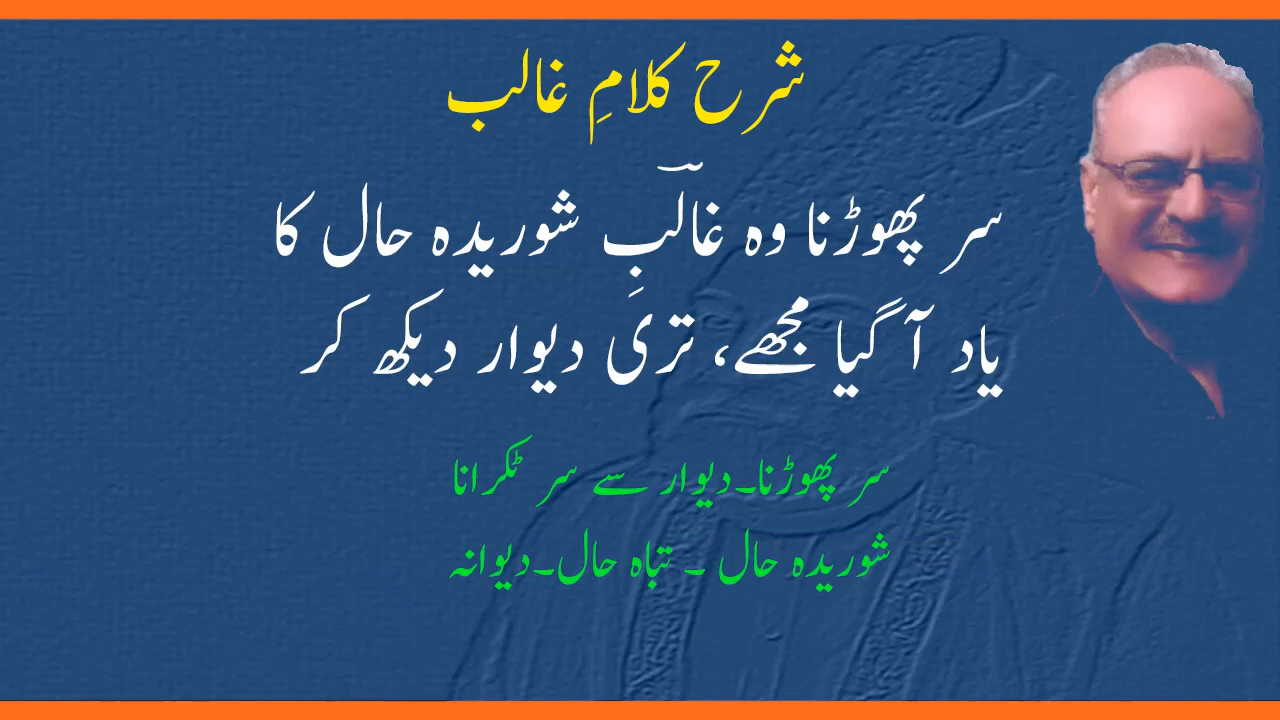 شرح کلامِ غالب
سر پھوڑنا وہ غالبؔ شوریدہ حال کا
یاد آ گیا مجھے، تری دیوار دیکھ کر
سر پھوڑنا۔دیوار سے سر ٹکرانا
شوریدہ حال ۔ تباہ حال۔دیوانہ